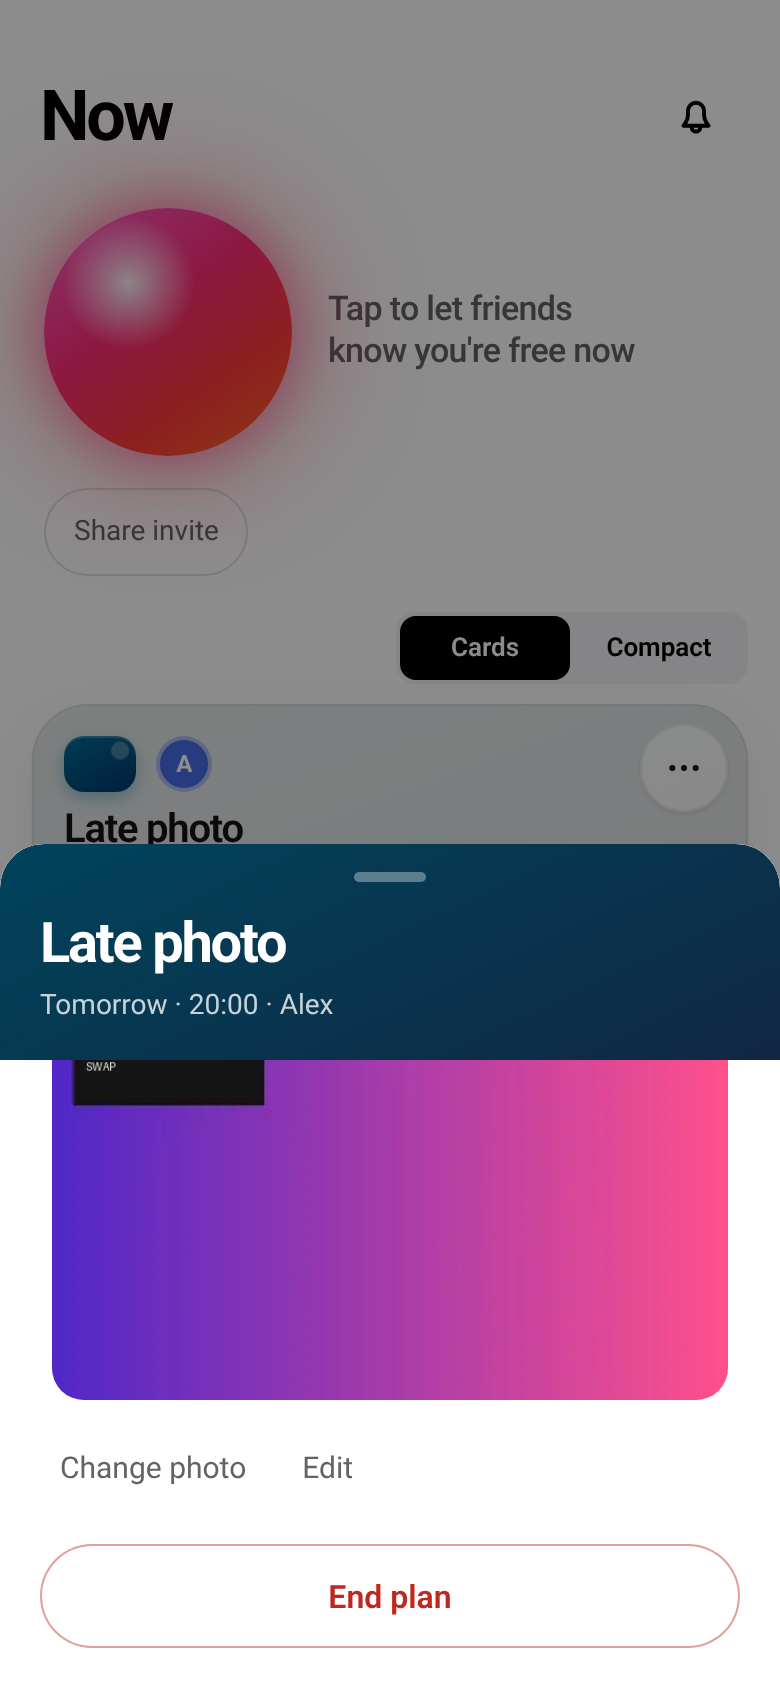 Now
Tap to let friends
know you're free now
Share invite
Cards
Compact
A
Late photo
Late photo
Tomorrow · 20:00 · Alex
SWAP
Change photo
Edit
End plan